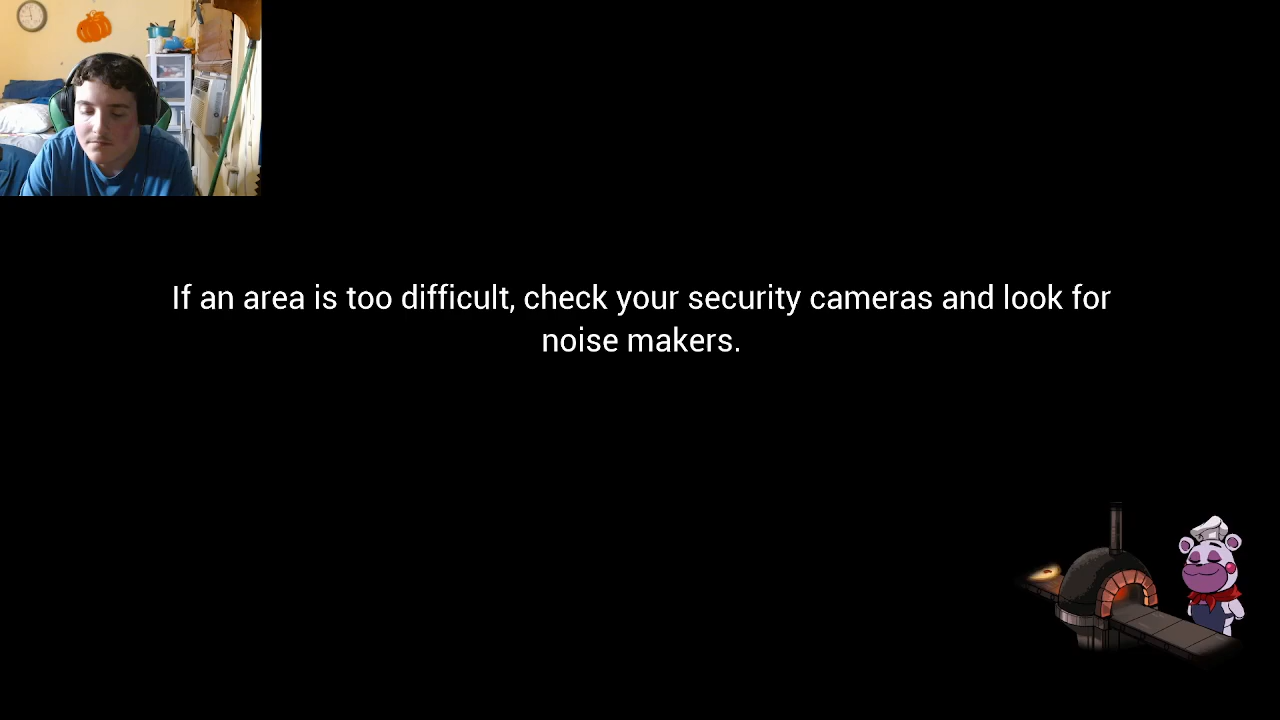 If an area is too difficult, check your security cameras and look for
noise makers.